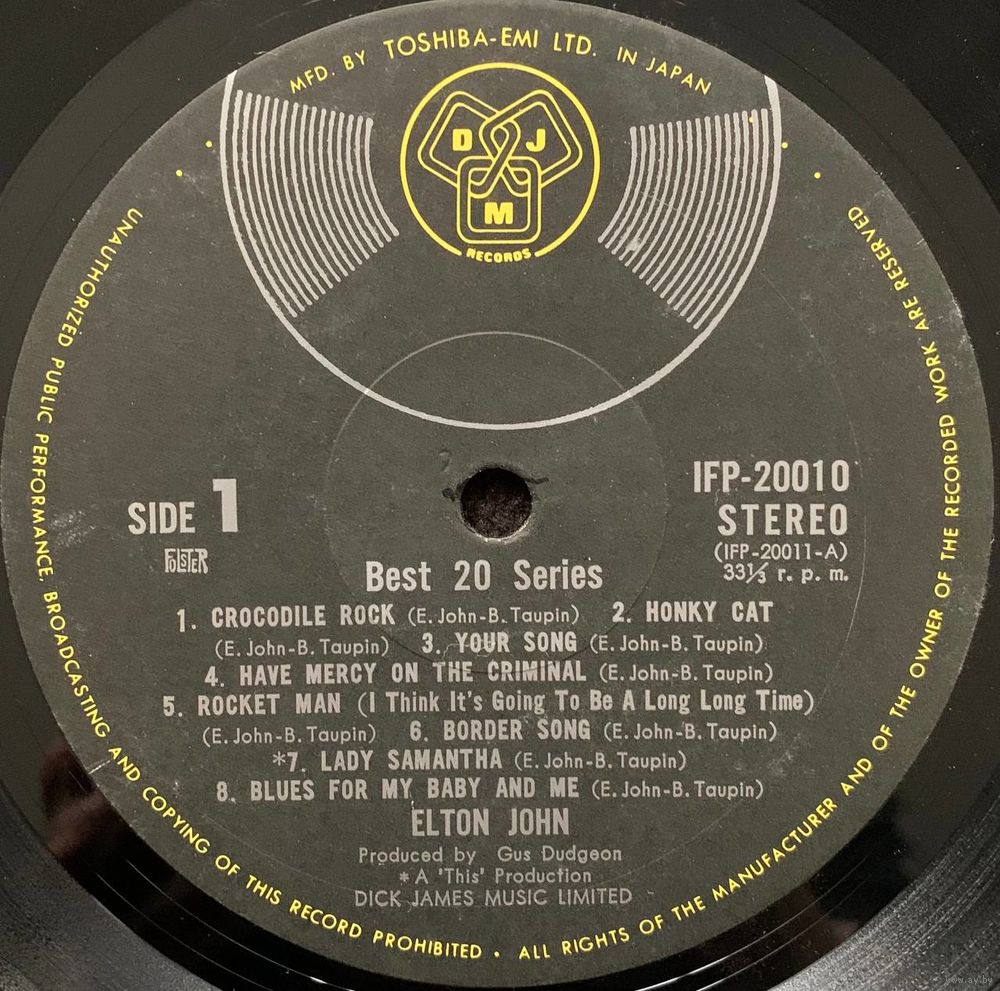 MFD. BY TOSHIBA-EMI LTD. IN JAPAN
D J
M
RECORDS
UNAUTHORIZED PUBLIC PERFORMANCE, BROADCASTING AND COPYING OF THIS RECORD PROHIBITED • ALL RIGHTS OF THE MANUFACTURER AND OF THE OWNER OF THE RECORDED WORK ARE RESERVED
SIDE 1
FOLSTER
IFP-20010
STEREO
(IFP-20011-A)
33⅓ r. p. m.
Best 20 Series
1. CROCODILE ROCK (E. John-B. Taupin) 2. HONKY CAT
(E. John-B. Taupin) 3. YOUR SONG (E. John-B. Taupin)
4. HAVE MERCY ON THE CRIMINAL (E. John-B. Taupin)
5. ROCKET MAN (I Think It's Going To Be A Long Long Time)
(E. John-B. Taupin) 6. BORDER SONG (E. John-B. Taupin)
*7. LADY SAMANTHA (E. John-B. Taupin)
8. BLUES FOR MY BABY AND ME (E. John-B. Taupin)
ELTON JOHN
Produced by Gus Dudgeon
* A 'This' Production
DICK JAMES MUSIC LIMITED
www.ay.by